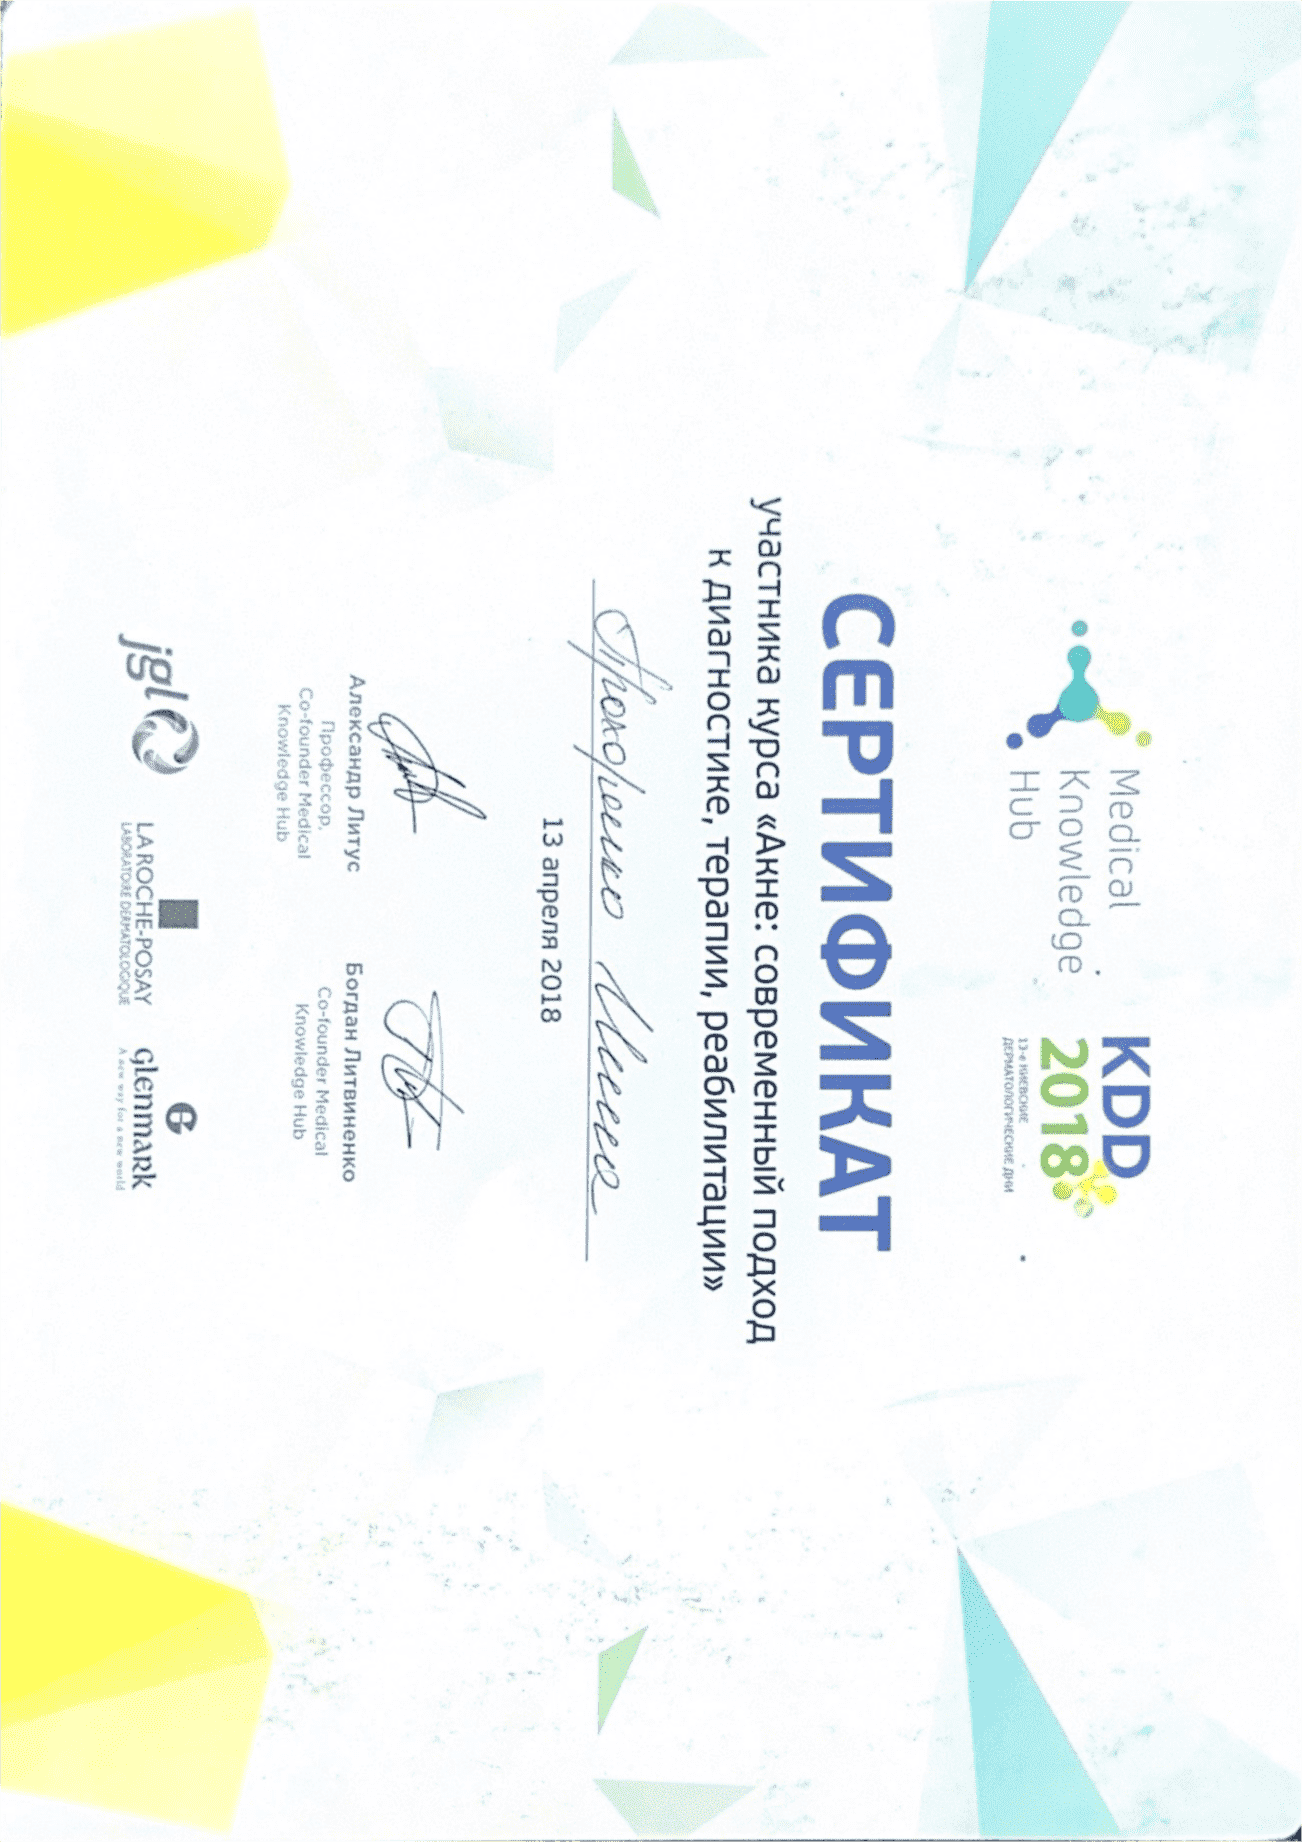 Medical
Knowledge
Hub
KDD
2018
13-е КИЕВСКИЕ
ДЕРМАТОЛОГИЧЕСКИЕ ДНИ
СЕРТИФИКАТ
участника курса «Акне: современный подход
к диагностике, терапии, реабилитации»
13 апреля 2018
Александр Литус
Профессор,
Co-founder Medical
Knowledge Hub
Богдан Литвиненко
Co-founder Medical
Knowledge Hub
jgl
LA ROCHE-POSAY
LABORATOIRE DERMATOLOGIQUE
glenmark
A new way for a new world